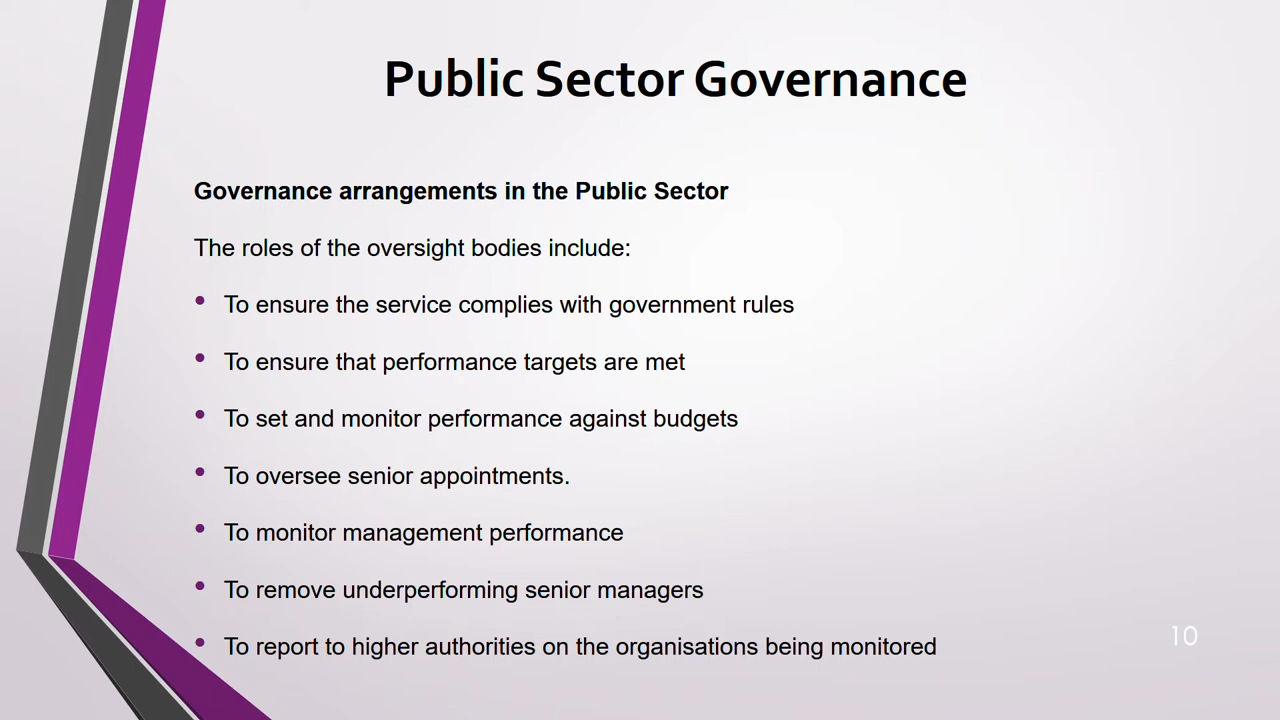 Public Sector Governance
Governance arrangements in the Public Sector
The roles of the oversight bodies include:
• To ensure the service complies with government rules
• To ensure that performance targets are met
• To set and monitor performance against budgets
• To oversee senior appointments.
• To monitor management performance
• To remove underperforming senior managers
• To report to higher authorities on the organisations being monitored
10